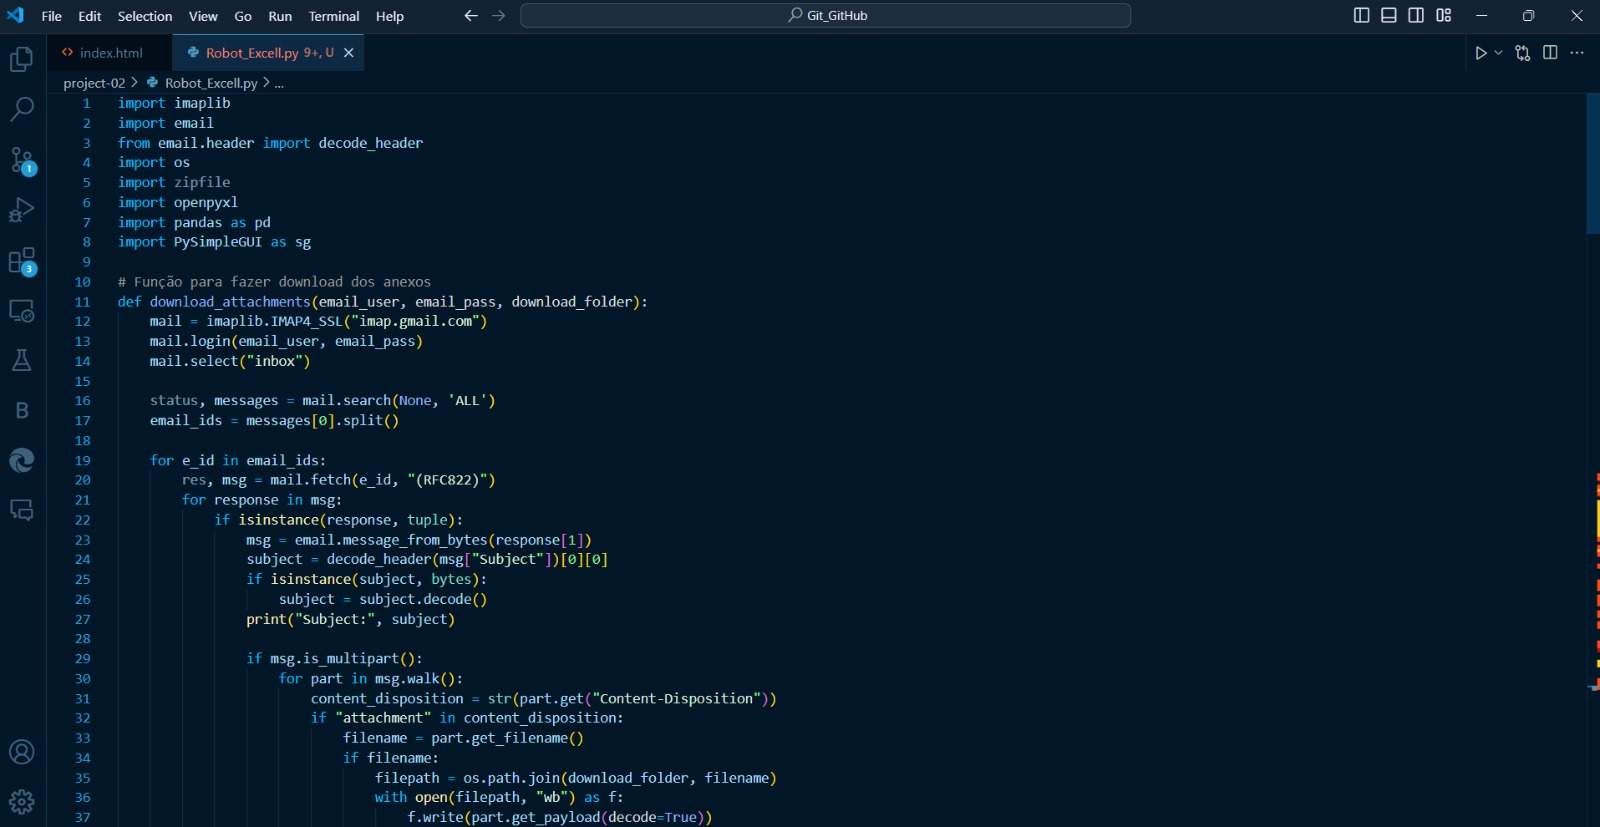 File Edit Selection View Go Run Terminal Help Git_GitHub
index.html Robot_Excell.py 9+, U
project-02 > Robot_Excell.py > ...
1 import imaplib
2 import email
3 from email.header import decode_header
4 import os
5 import zipfile
6 import openpyxl
7 import pandas as pd
8 import PySimpleGUI as sg
9
10 # Função para fazer download dos anexos
11 def download_attachments(email_user, email_pass, download_folder):
12 mail = imaplib.IMAP4_SSL("imap.gmail.com")
13 mail.login(email_user, email_pass)
14 mail.select("inbox")
15
16 status, messages = mail.search(None, 'ALL')
17 email_ids = messages[0].split()
18
19 for e_id in email_ids:
20 res, msg = mail.fetch(e_id, "(RFC822)")
21 for response in msg:
22 if isinstance(response, tuple):
23 msg = email.message_from_bytes(response[1])
24 subject = decode_header(msg["Subject"])[0][0]
25 if isinstance(subject, bytes):
26 subject = subject.decode()
27 print("Subject:", subject)
28
29 if msg.is_multipart():
30 for part in msg.walk():
31 content_disposition = str(part.get("Content-Disposition"))
32 if "attachment" in content_disposition:
33 filename = part.get_filename()
34 if filename:
35 filepath = os.path.join(download_folder, filename)
36 with open(filepath, "wb") as f:
37 f.write(part.get_payload(decode=True))
1
3
B